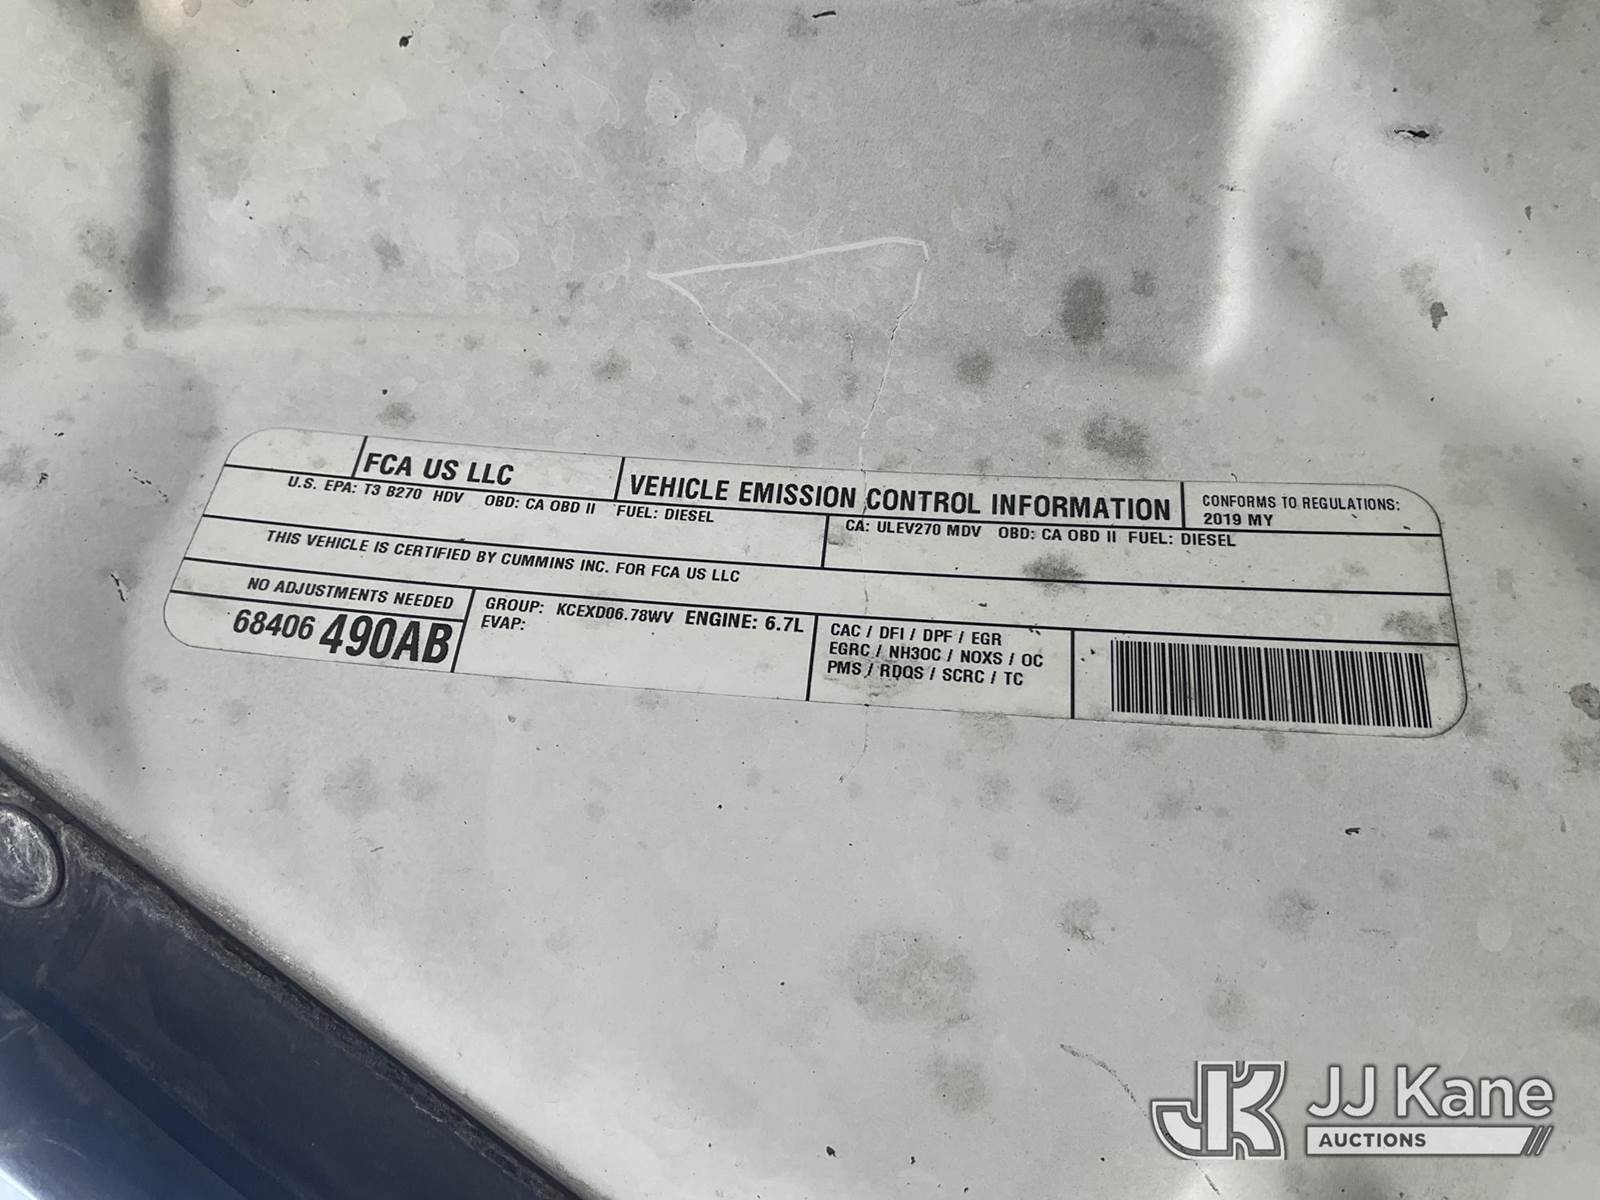 FCA US LLC
VEHICLE EMISSION CONTROL INFORMATION
CONFORMS TO REGULATIONS:
2019 MY
U.S. EPA: T3 B270 HDV OBD: CA OBD II FUEL: DIESEL
CA: ULEV270 MDV OBD: CA OBD II FUEL: DIESEL
THIS VEHICLE IS CERTIFIED BY CUMMINS INC. FOR FCA US LLC
NO ADJUSTMENTS NEEDED
68406 490AB
GROUP: KCEXD06.78WV ENGINE: 6.7L
EVAP:
CAC / DFI / DPF / EGR
EGRC / NH3OC / NOXS / OC
PMS / RDQS / SCRC / TC
JK JJ Kane
AUCTIONS